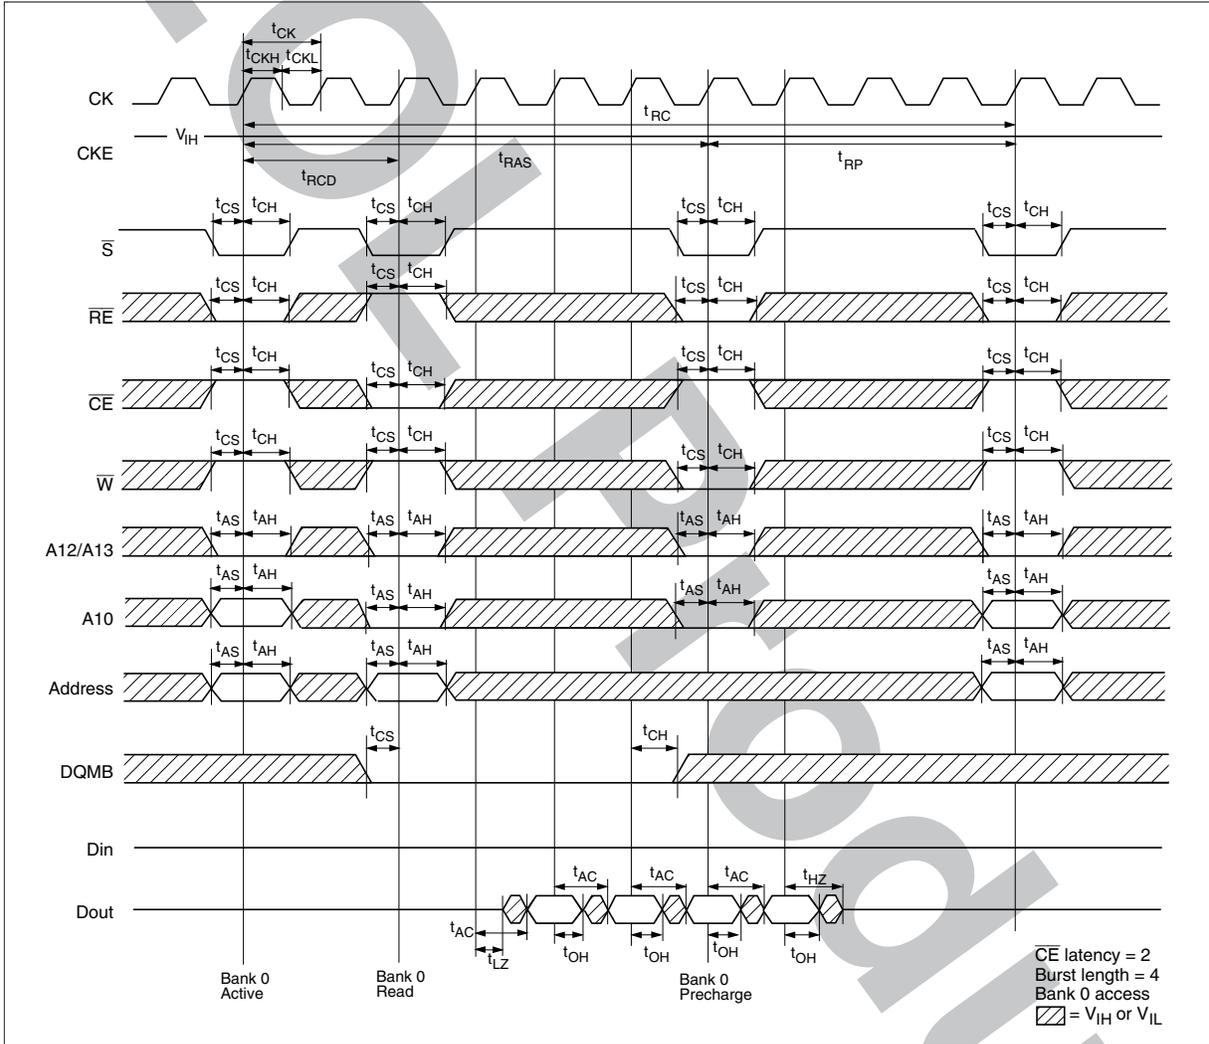 tCK
tCKH tCKL
CK
tRC
VIH
CKE
tRAS
tRP
tRCD
tCS tCH tCS tCH tCS tCH tCS tCH
S
tCS tCH tCS tCH tCS tCH tCS tCH
RE
tCS tCH tCS tCH tCS tCH tCS tCH
CE
tCS tCH tCS tCH tCS tCH tCS tCH
W
tAS tAH tAS tAH tAS tAH tAS tAH
A12/A13
tAS tAH tAS tAH tAS tAH tAS tAH
A10
tAS tAH tAS tAH tAS tAH
Address
tCS tCH
DQMB
Din
tAC tAC tAC tHZ
Dout
tAC
tLZ tOH tOH tOH tOH
Bank 0
Active
Bank 0
Read
Bank 0
Precharge
CE latency = 2
Burst length = 4
Bank 0 access
= VIH or VIL